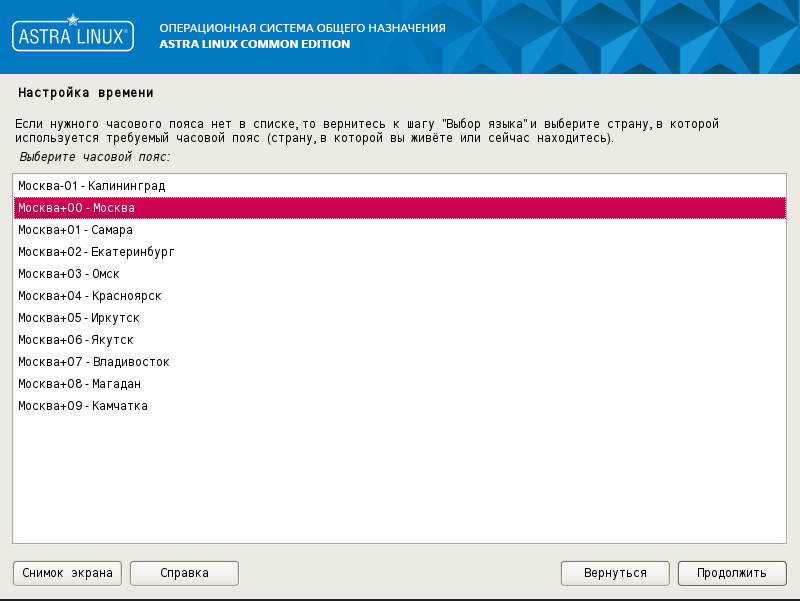 ASTRA LINUX®
ОПЕРАЦИОННАЯ СИСТЕМА ОБЩЕГО НАЗНАЧЕНИЯ
ASTRA LINUX COMMON EDITION
Настройка времени
Если нужного часового пояса нет в списке, то вернитесь к шагу "Выбор языка" и выберите страну, в которой
используется требуемый часовой пояс (страну, в которой вы живёте или сейчас находитесь).
Выберите часовой пояс:
Москва-01 - Калининград
Москва+00 - Москва
Москва+01 - Самара
Москва+02 - Екатеринбург
Москва+03 - Омск
Москва+04 - Красноярск
Москва+05 - Иркутск
Москва+06 - Якутск
Москва+07 - Владивосток
Москва+08 - Магадан
Москва+09 - Камчатка
Снимок экрана Справка Вернуться Продолжить